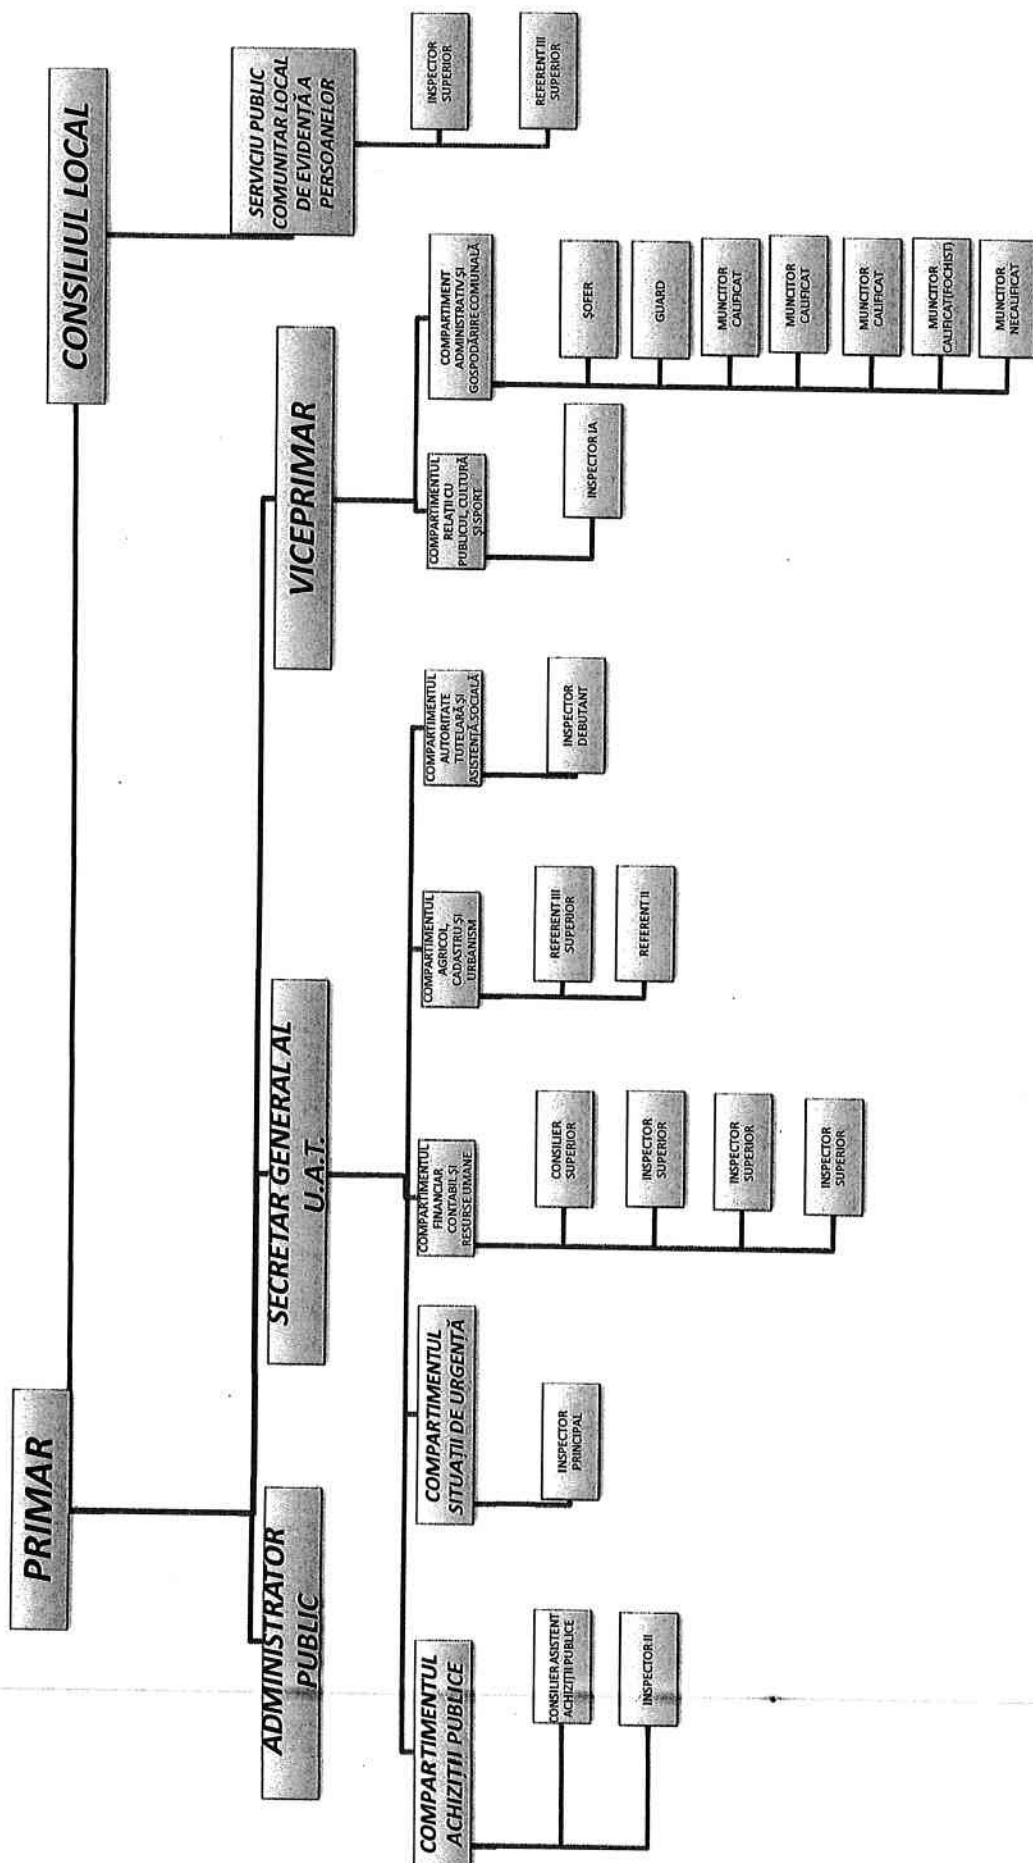 PRIMAR
CONSILIUL LOCAL
ADMINISTRATOR
PUBLIC
SECRETAR GENERAL AL
U.A.T.
VICEPRIMAR
SERVICIU PUBLIC
COMUNITAR LOCAL
DE EVIDENȚĂ A
PERSOANELOR
COMPARTIMENTUL
ACHIZIȚII PUBLICE
CONSILIER ASISTENT
ACHIZIȚII PUBLICE
INSPECTOR II
COMPARTIMENTUL
SITUAȚII DE URGENȚĂ
INSPECTOR
PRINCIPAL
COMPARTIMENTUL
FINANCIAR
CONTABIL ȘI
RESURSE UMANE
CONSILIER
SUPERIOR
INSPECTOR
SUPERIOR
INSPECTOR
SUPERIOR
INSPECTOR
SUPERIOR
COMPARTIMENTUL
AGRICOL,
CADASTRU ȘI
URBANISM
REFERENT III
SUPERIOR
REFERENT II
COMPARTIMENTUL
AUTORITATE
TUTELARĂ ȘI
ASISTENȚĂ SOCIALĂ
INSPECTOR
DEBUTANT
COMPARTIMENTUL
RELAȚII CU
PUBLICUL, CULTURĂ
ȘI SPORT
INSPECTOR IA
COMPARTIMENT
ADMINISTRATIV ȘI
GOSPODĂRIRE COMUNALĂ
ȘOFER
GUARD
MUNCITOR
CALIFICAT
MUNCITOR
CALIFICAT
MUNCITOR
CALIFICAT
MUNCITOR
CALIFICAT(FOCHIST)
MUNCITOR
NECALIFICAT
INSPECTOR
SUPERIOR
REFERENT III
SUPERIOR